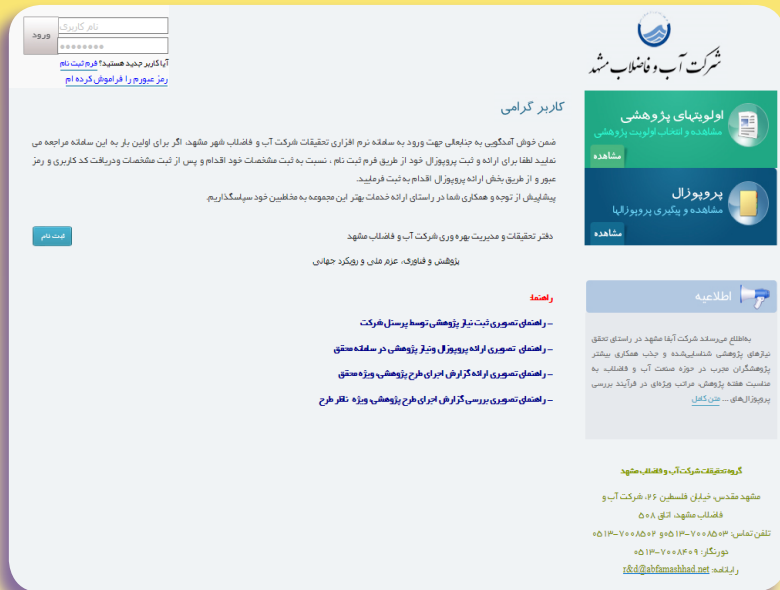 شرکت آب و فاضلاب مشهد
نام کاربری
ورود
آیا کاربر جدید هستید؟ فرم ثبت نام
رمز عبورم را فراموش کرده ام
اولویتهای پژوهشی
مشاهده و انتخاب اولویت پژوهشی
مشاهده
پروپوزال
مشاهده و پیگیری پروپوزالها
مشاهده
کاربر گرامی
ضمن خوش آمدگویی به جنابعالی جهت ورود به سامانه نرم افزاری تحقیقات شرکت آب و فاضلاب شهر مشهد، اگر برای اولین بار به این سامانه مراجعه می
نمایید لطفا برای ارائه و ثبت پروپوزال خود از طریق فرم ثبت نام ، نسبت به ثبت مشخصات خود اقدام و پس از ثبت مشخصات ودریافت کد کاربری و رمز
عبور و از طریق بخش ارائه پروپوزال اقدام به ثبت فرمایید.
پیشاپیش از توجه و همکاری شما در راستای ارائه خدمات بهتر این مجموعه به مخاطبین خود سپاسگذاریم.
دفتر تحقیقات و مدیریت بهره وری شرکت آب و فاضلاب مشهد
ثبت نام
پژوهش و فناوری، عزم ملی و رویکرد جهانی
راهنما:
– راهنمای تصویری ثبت نیاز پژوهشی توسط پرسنل شرکت
– راهنمای تصویری ارائه پروپوزال ونیاز پژوهشی در سامانه محقق
– راهنمای تصویری ارائه گزارش اجرای طرح پژوهشی، ویژه محقق
– راهنمای تصویری بررسی گزارش اجرای طرح پژوهشی، ویژه ناظر طرح
اطلاعیه
به‌اطلاع می‌رساند شرکت آبفا مشهد در راستای تحقق
نیازهای پژوهشی شناسایی‌شده و جذب همکاری بیشتر
پژوهشگران مجرب در حوزه صنعت آب و فاضلاب، به
مناسبت هفته پژوهش، مراتب ویژه‌ای در فرآیند بررسی
پروپوزال‌های ... متن کامل
گروه تحقیقات شرکت آب و فاضلاب مشهد
مشهد مقدس، خیابان فلسطین ۲۶، شرکت آب و
فاضلاب مشهد، اتاق ۵۰۸
تلفن تماس: ۷۰۰۸۵۰۳-۰۵۱۳و ۷۰۰۸۵۰۲-۰۵۱۳
دورنگار: ۷۰۰۸۴۰۹-۰۵۱۳
رایانامه: r&d@abfamashhad.net